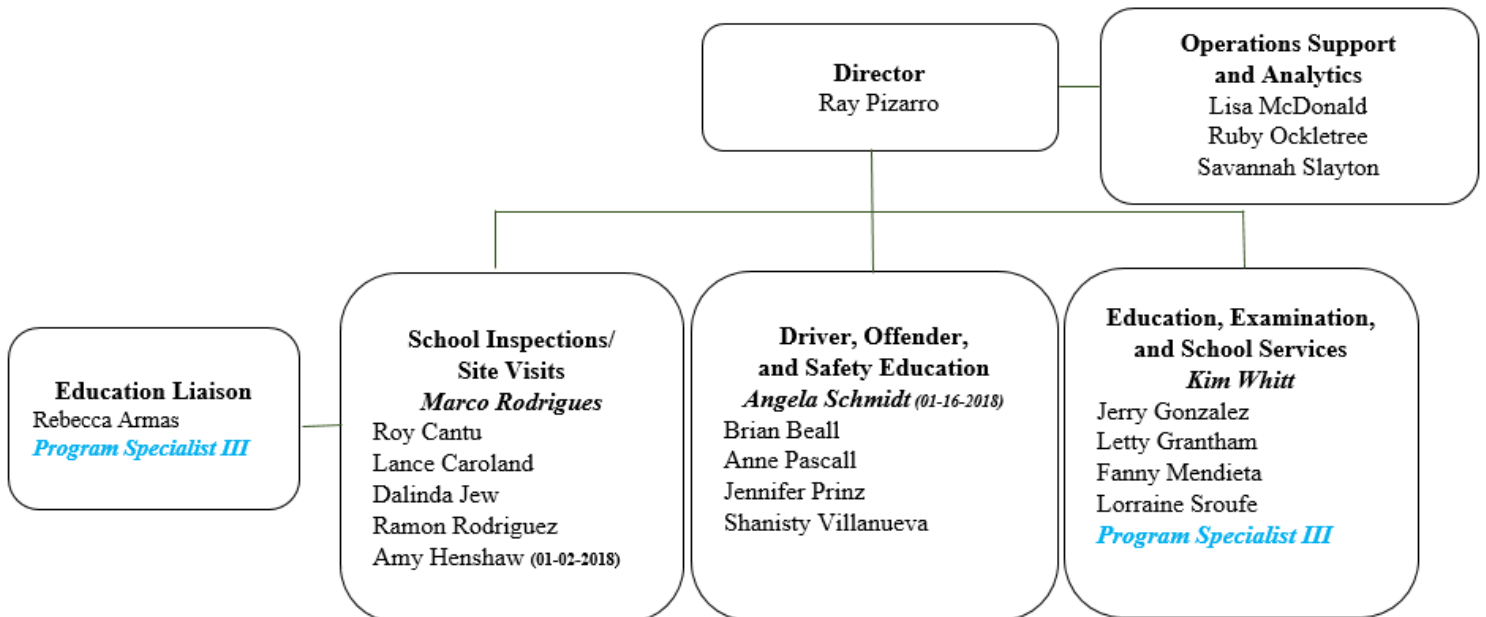 Director
Ray Pizarro
Operations Support
and Analytics
Lisa McDonald
Ruby Ockletree
Savannah Slayton
Education Liaison
Rebecca Armas
Program Specialist III
School Inspections/
Site Visits
Marco Rodrigues
Roy Cantu
Lance Caroland
Dalinda Jew
Ramon Rodriguez
Amy Henshaw (01-02-2018)
Driver, Offender,
and Safety Education
Angela Schmidt (01-16-2018)
Brian Beall
Anne Pascall
Jennifer Prinz
Shanisty Villanueva
Education, Examination,
and School Services
Kim Whitt
Jerry Gonzalez
Letty Grantham
Fanny Mendieta
Lorraine Sroufe
Program Specialist III